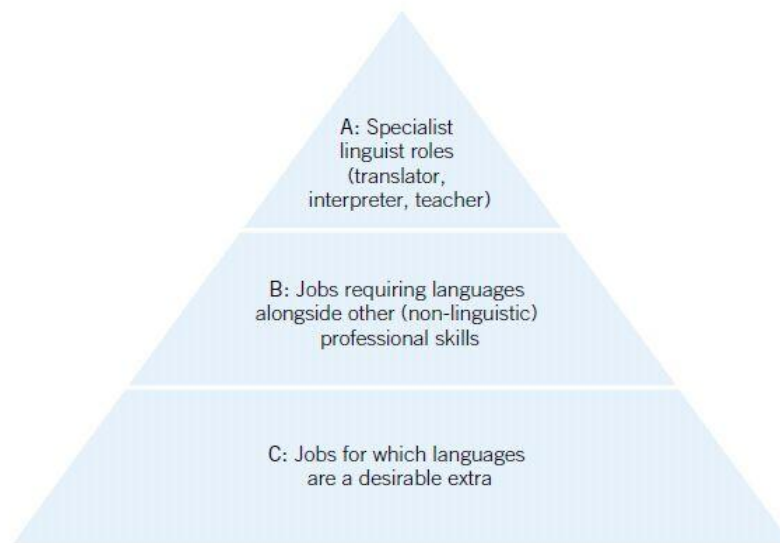 A: Specialist
linguist roles
(translator,
interpreter, teacher)
B: Jobs requiring languages
alongside other (non-linguistic)
professional skills
C: Jobs for which languages
are a desirable extra